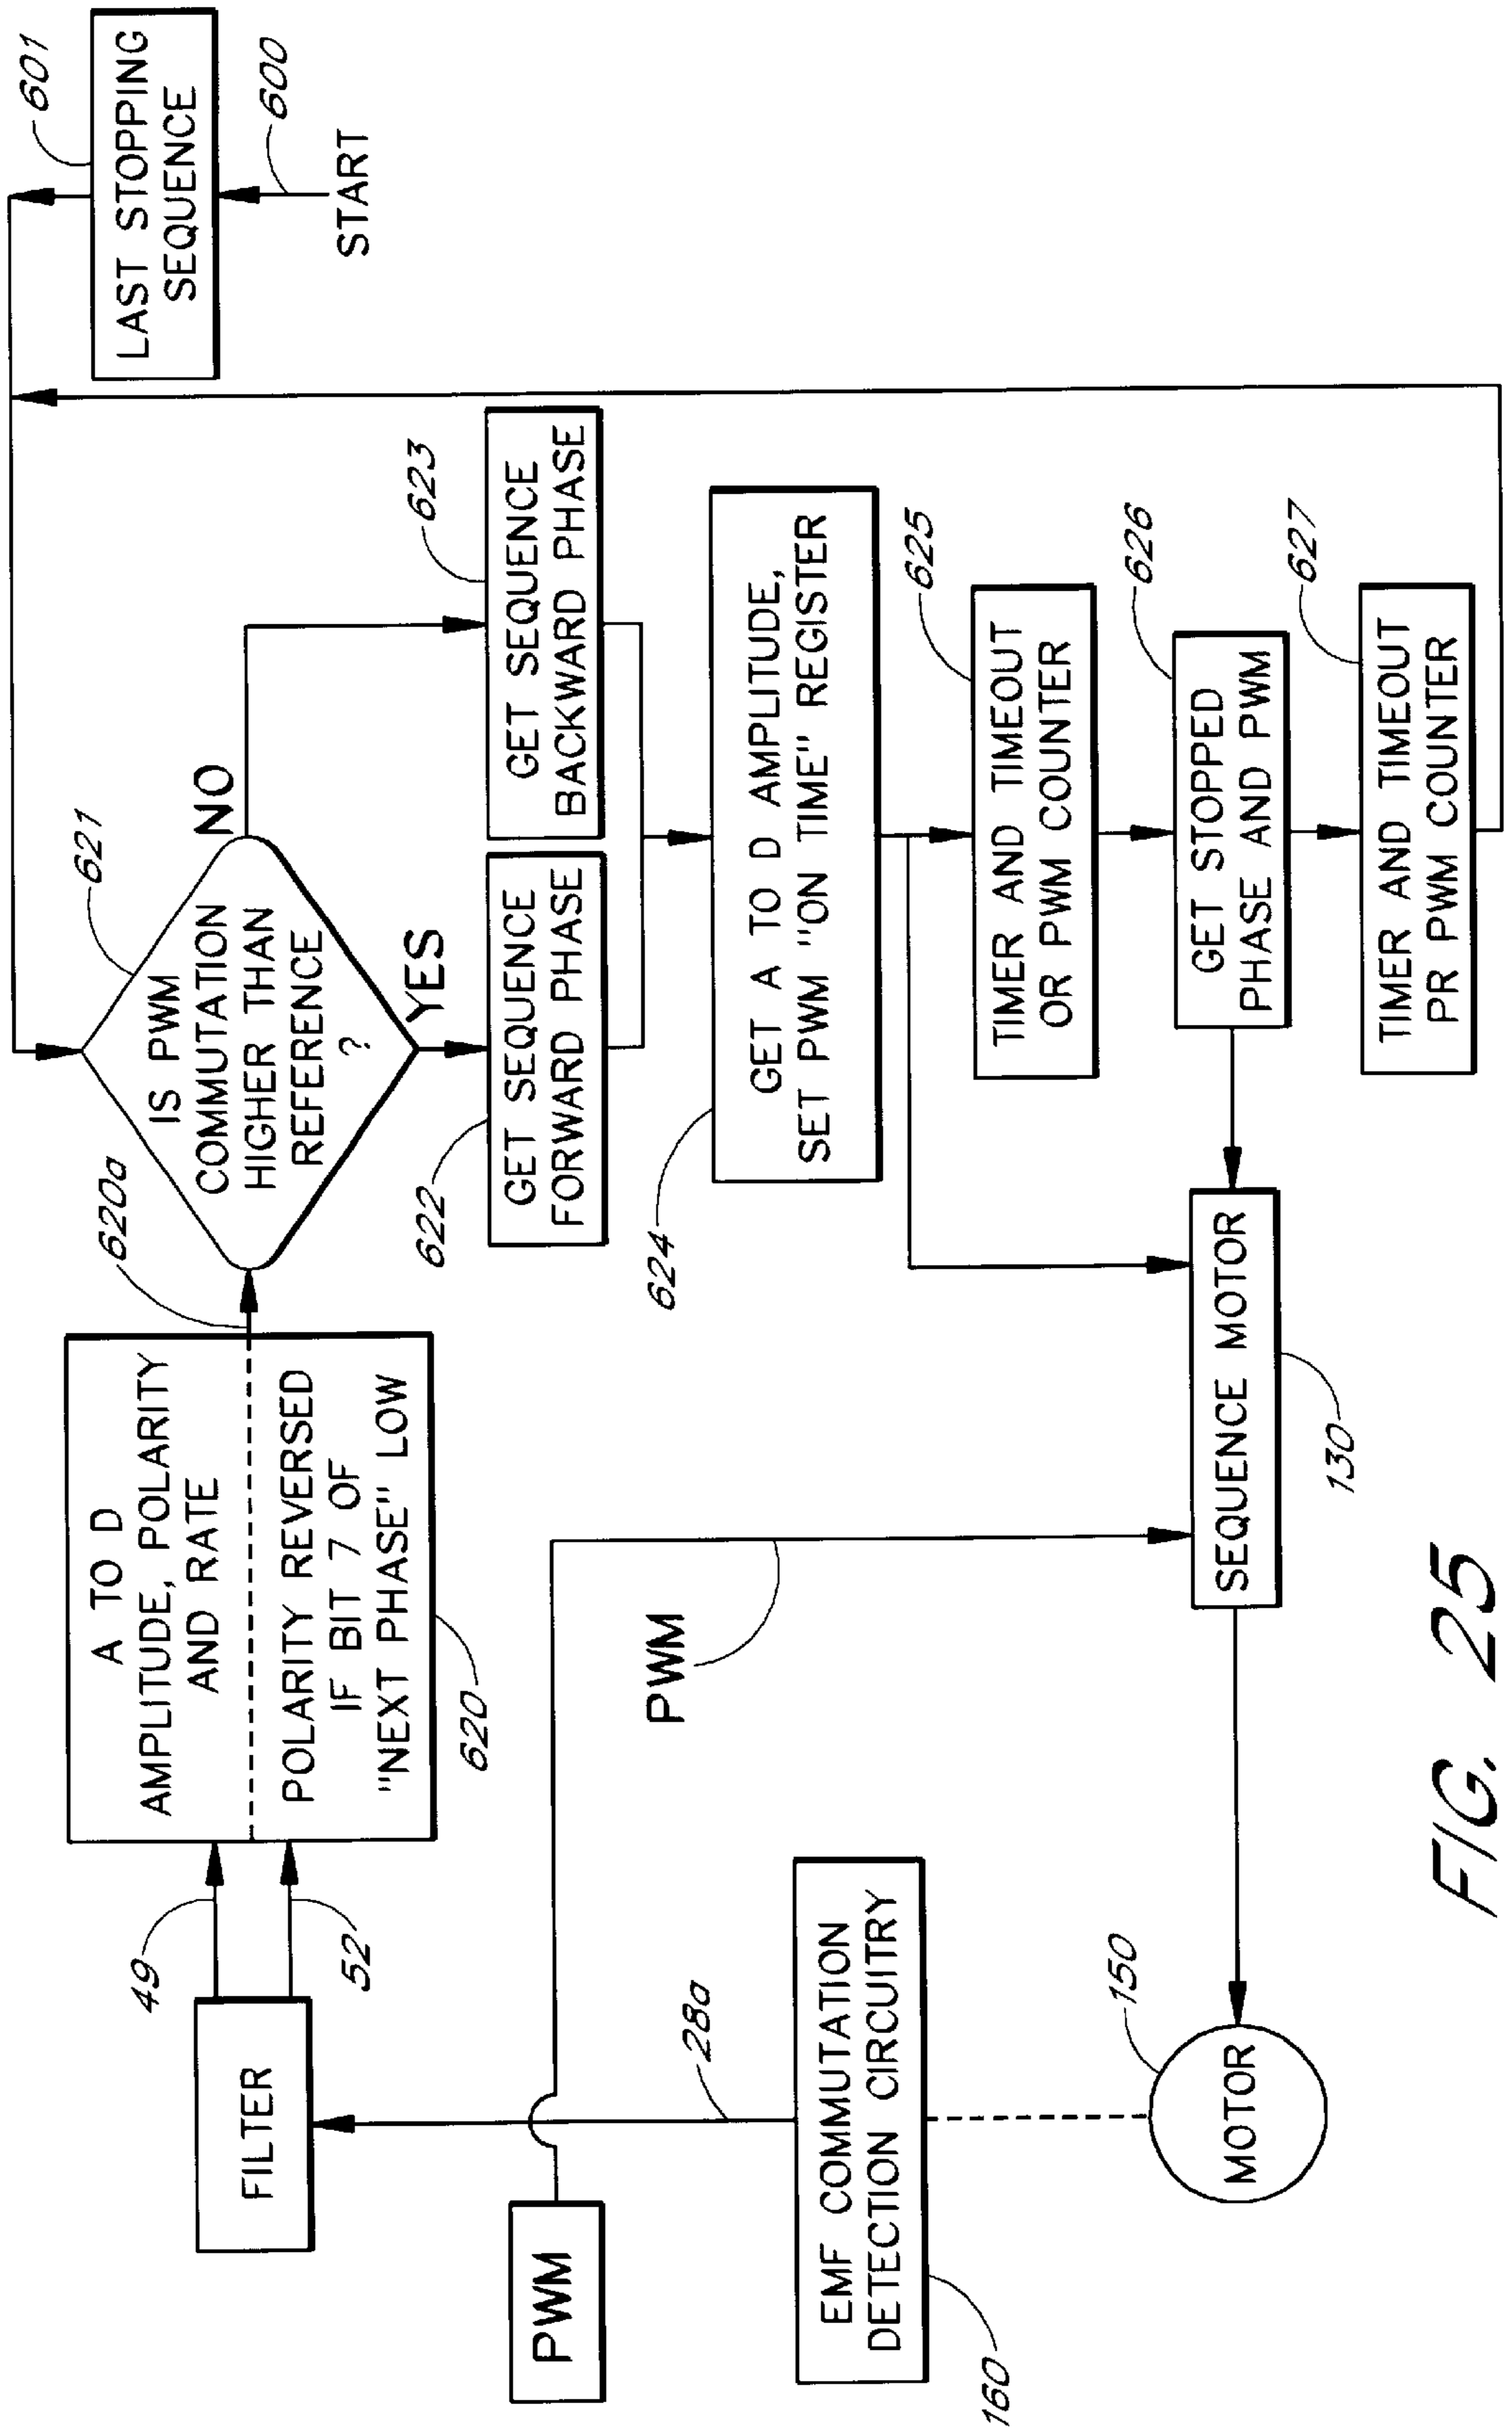 601
LAST STOPPING
SEQUENCE
600
START
620a
621
IS PWM
COMMUTATION
HIGHER THAN
REFERENCE
?
NO
YES
A TO D
AMPLITUDE, POLARITY
AND RATE
POLARITY REVERSED
IF BIT 7 OF
"NEXT PHASE" LOW
620
49
52
FILTER
622
GET SEQUENCE
FORWARD PHASE
623
GET SEQUENCE
BACKWARD PHASE
PWM
PWM
624
GET A TO D AMPLITUDE,
SET PWM "ON TIME" REGISTER
28a
EMF COMMUTATION
DETECTION CIRCUITRY
160
625
TIMER AND TIMEOUT
OR PWM COUNTER
150
MOTOR
SEQUENCE MOTOR
130
626
GET STOPPED
PHASE AND PWM
627
TIMER AND TIMEOUT
PR PWM COUNTER
FIG. 25